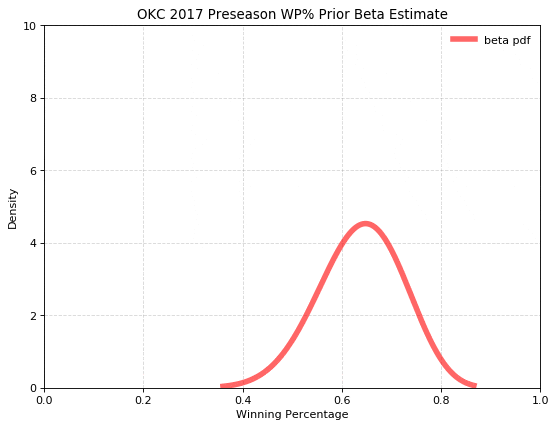 OKC 2017 Preseason WP% Prior Beta Estimate
beta pdf
10
8
6
4
2
0
Density
0.0 0.2 0.4 0.6 0.8 1.0
Winning Percentage